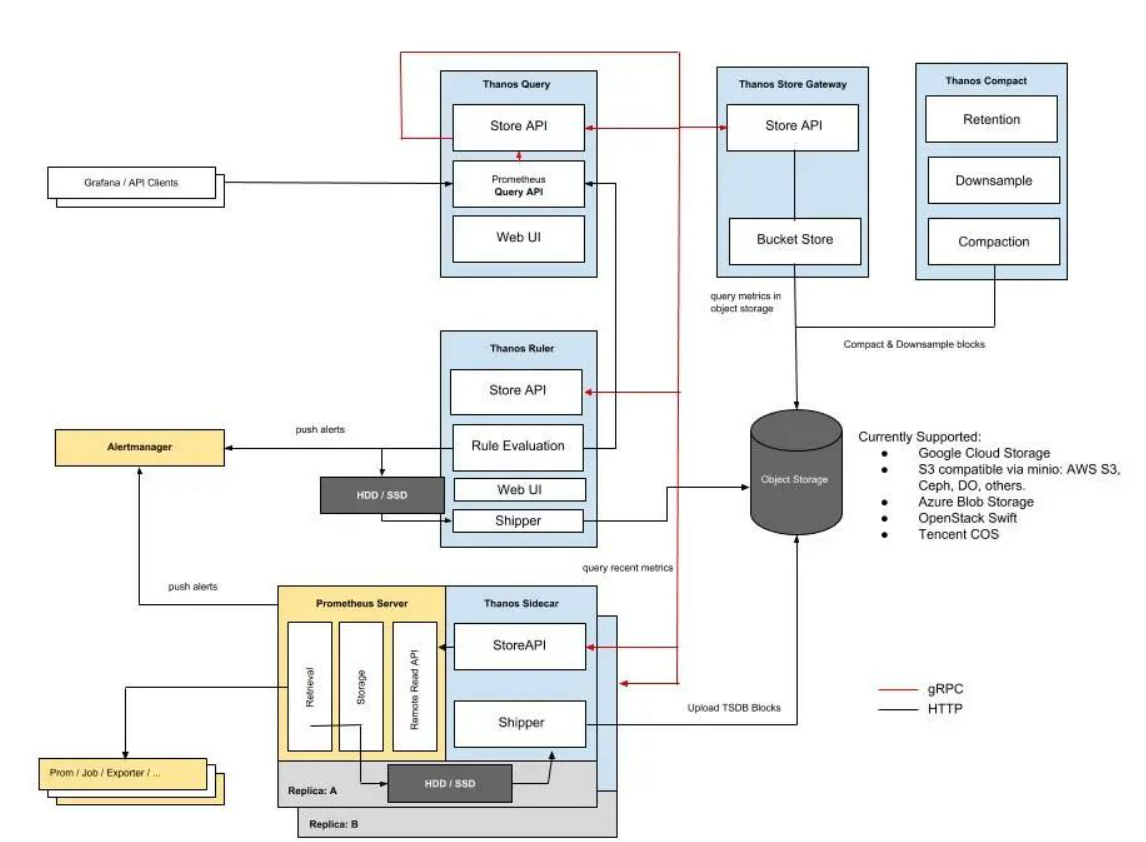 Thanos Query
Store API
Prometheus
Query API
Web UI
Thanos Store Gateway
Store API
Bucket Store
Thanos Compact
Retention
Downsample
Compaction
Grafana / API Clients
query metrics in
object storage
Compact & Downsample blocks
Thanos Ruler
Store API
Rule Evaluation
Web UI
Shipper
push alerts
Alertmanager
HDD / SSD
Object Storage
Currently Supported:
● Google Cloud Storage
● S3 compatible via minio: AWS S3,
Ceph, DO, others.
● Azure Blob Storage
● OpenStack Swift
● Tencent COS
query recent metrics
push alerts
Prometheus Server
Retrieval
Storage
Remote Read API
Thanos Sidecar
StoreAPI
Shipper
Upload TSDB Blocks
gRPC
HTTP
Prom / Job / Exporter / ...
HDD / SSD
Replica: A
Replica: B